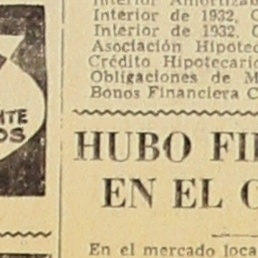 Interior Amortizab
Interior de 1932, C
Interior de 1932, C
Asociación Hipotec
Crédito Hipotecario
Obligaciones de M
Bonos Financiera C
NTE
OS
HUBO FI
EN EL
En el mercado loca